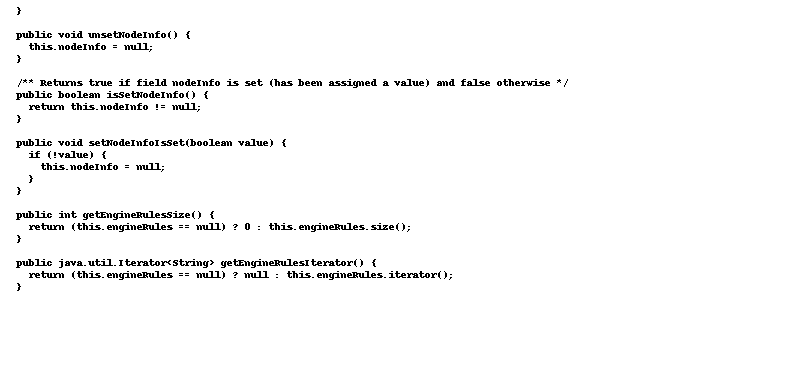 }

public void unsetNodeInfo() {
  this.nodeInfo = null;
}

/** Returns true if field nodeInfo is set (has been assigned a value) and false otherwise */
public boolean isSetNodeInfo() {
  return this.nodeInfo != null;
}

public void setNodeInfoIsSet(boolean value) {
  if (!value) {
    this.nodeInfo = null;
  }
}

public int getEngineRulesSize() {
  return (this.engineRules == null) ? 0 : this.engineRules.size();
}

public java.util.Iterator<String> getEngineRulesIterator() {
  return (this.engineRules == null) ? null : this.engineRules.iterator();
}